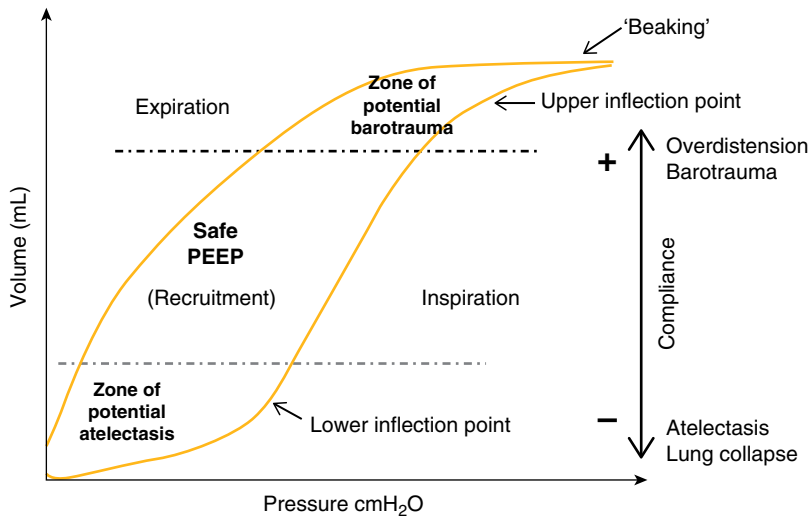 'Beaking'
Zone of
potential
barotrauma
Expiration
Upper inflection point
+
Overdistension
Barotrauma
Safe
PEEP
(Recruitment)
Inspiration
Volume (mL)
Compliance
Zone of
potential
atelectasis
Lower inflection point
–
Atelectasis
Lung collapse
Pressure cmH₂O